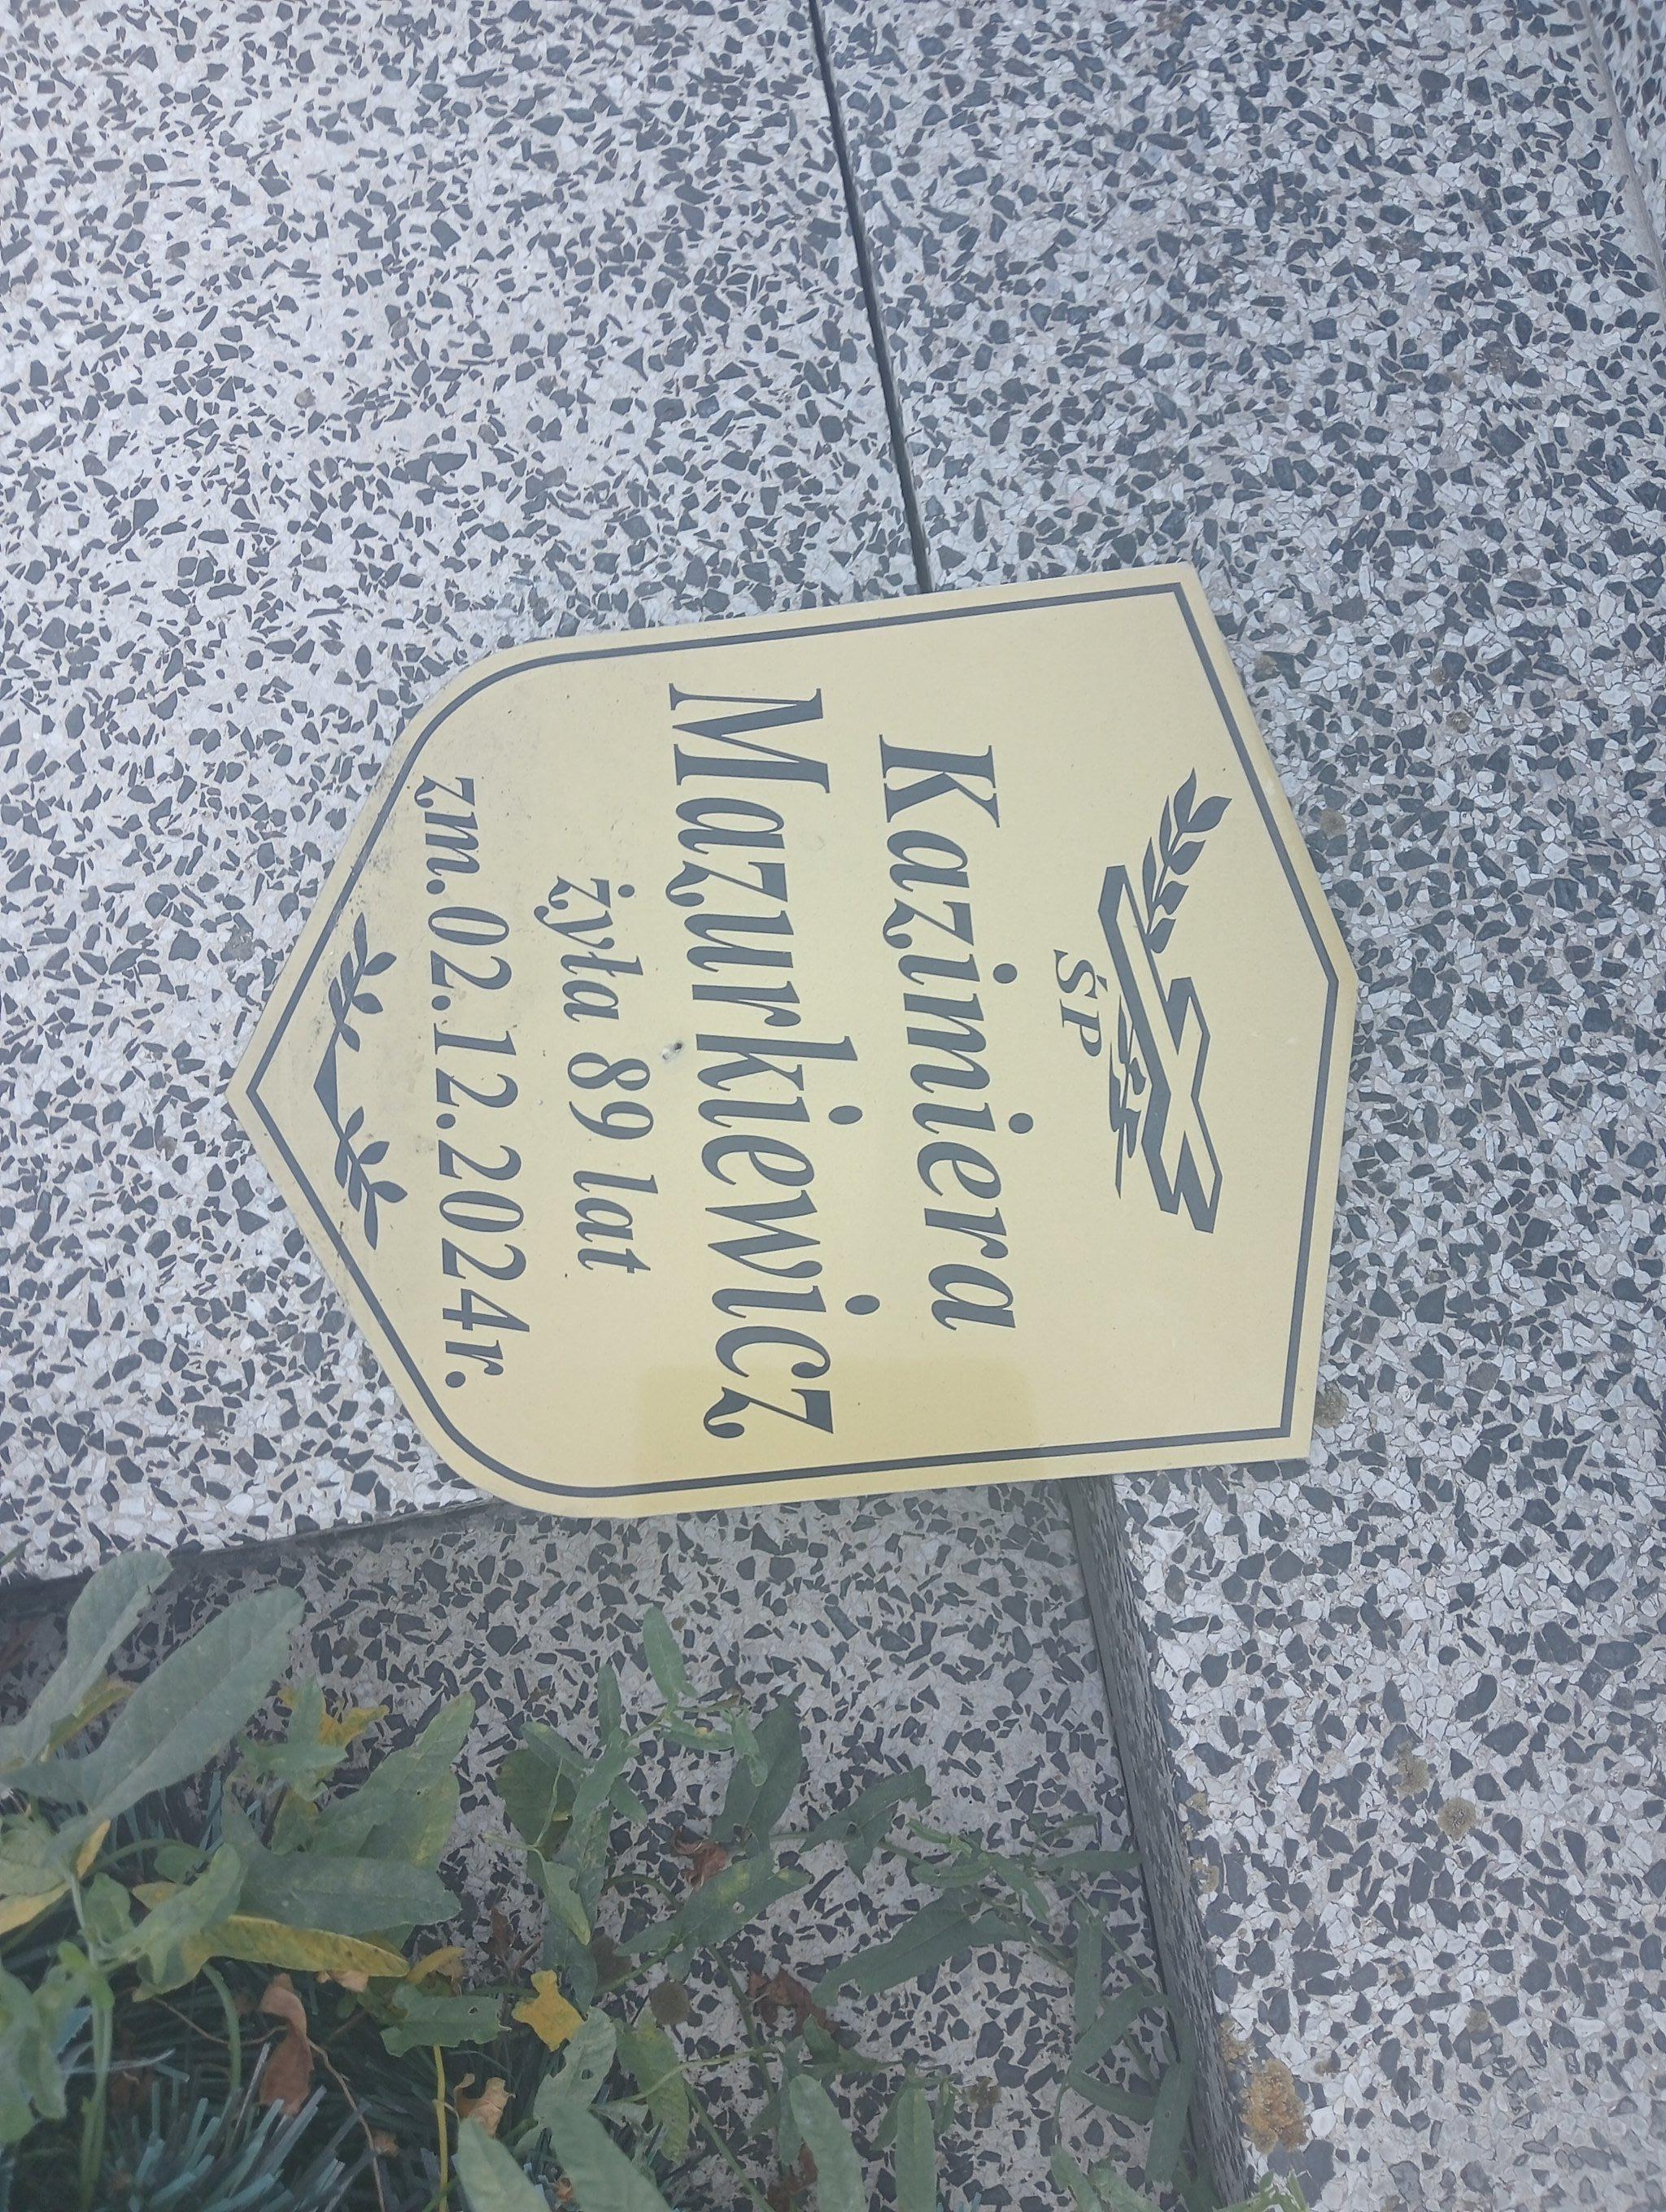 ŚP
Kazimiera
Mazurkiewicz
żyła 89 lat
zm. 02.12.2024r.